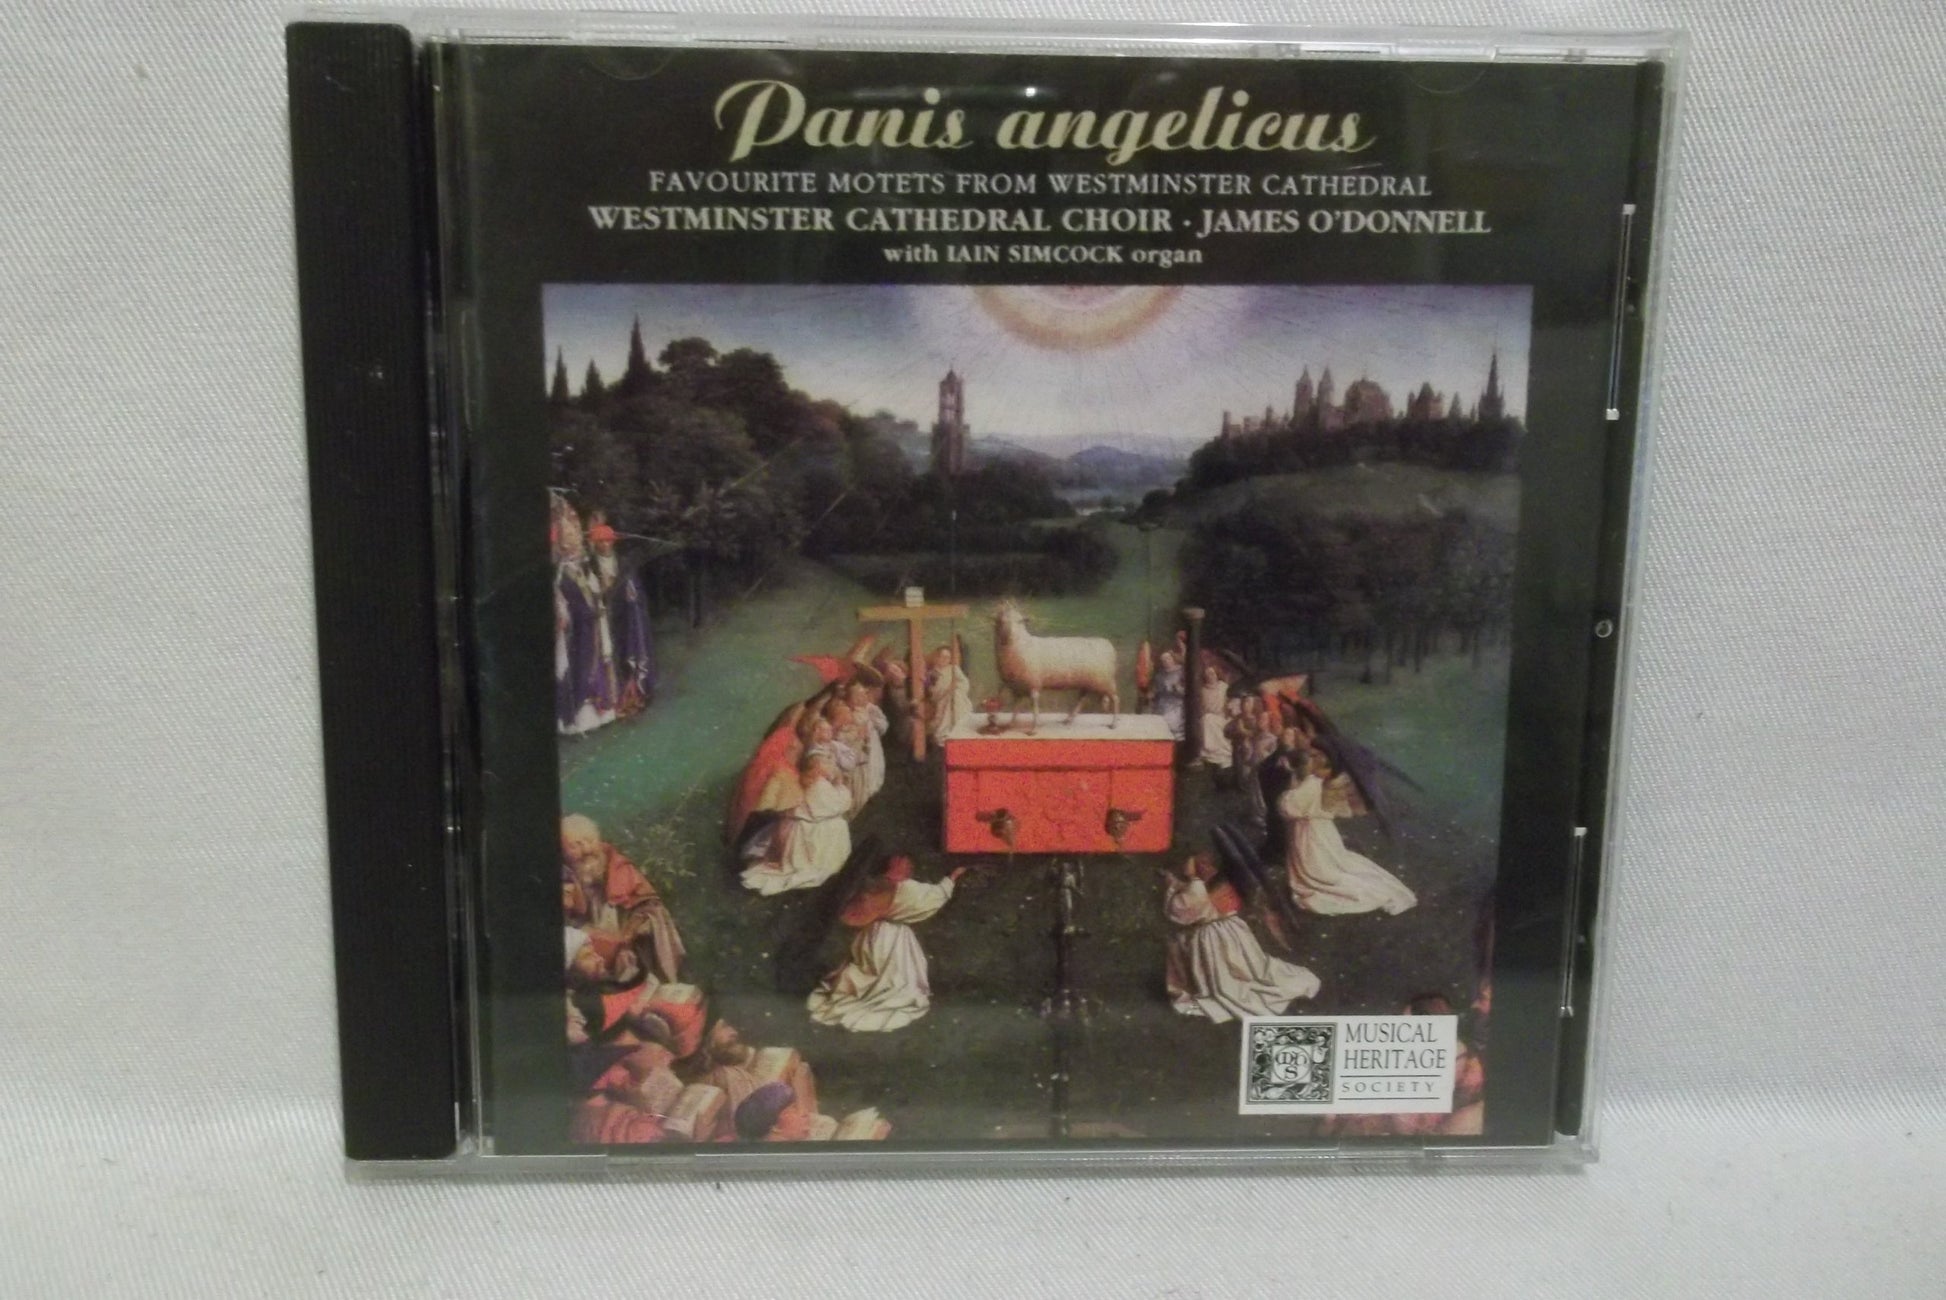 Panis angelicus
FAVOURITE MOTETS FROM WESTMINSTER CATHEDRAL
WESTMINSTER CATHEDRAL CHOIR · JAMES O'DONNELL
with IAIN SIMCOCK organ
MUSICAL
HERITAGE
SOCIETY